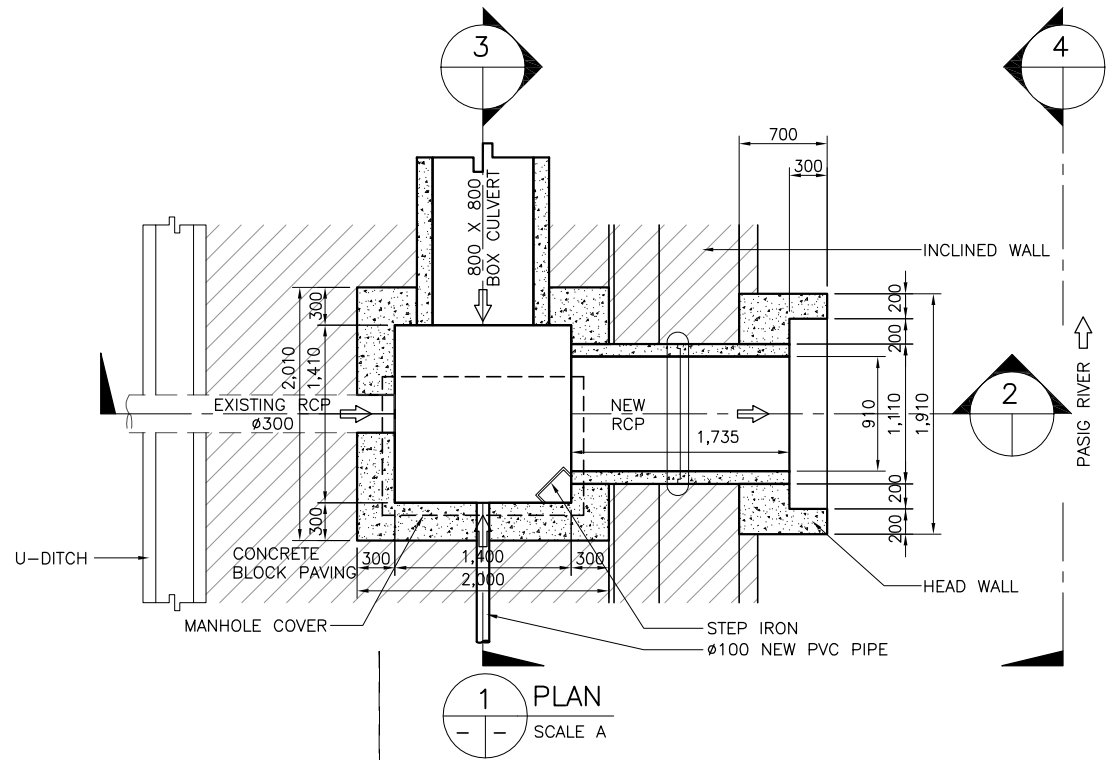 3
4
700
300
800 X 800
BOX CULVERT
INCLINED WALL
300
2,010
1,410
300
200
200
910
1,110
1,910
200
200
EXISTING RCP
ø300
NEW
RCP
1,735
2
PASIG RIVER
U-DITCH
CONCRETE
BLOCK PAVING
300
1,400
300
2,000
HEAD WALL
MANHOLE COVER
STEP IRON
ø100 NEW PVC PIPE
1
PLAN
- -
SCALE A